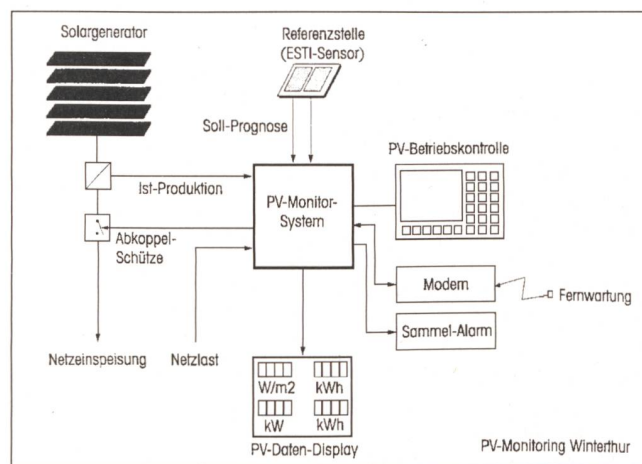 Solargenerator
Referenzstelle
(ESTI-Sensor)
Soll-Prognose
PV-Betriebskontrolle
Ist-Produktion
PV-Monitor-
System
Abkoppel-
Schütze
Modem
Fernwartung
Sammel-Alarm
Netzeinspeisung
Netzlast
W/m2
kWh
kW
kWh
PV-Daten-Display
PV-Monitoring Winterthur